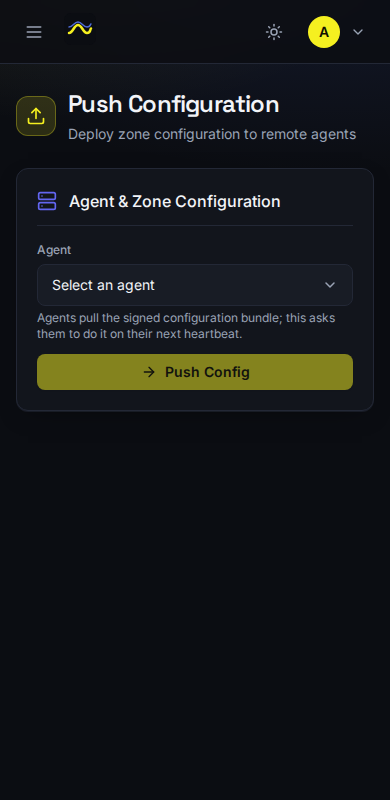 A
Push Configuration
Deploy zone configuration to remote agents
Agent & Zone Configuration
Agent
Select an agent
Agents pull the signed configuration bundle; this asks
them to do it on their next heartbeat.
Push Config